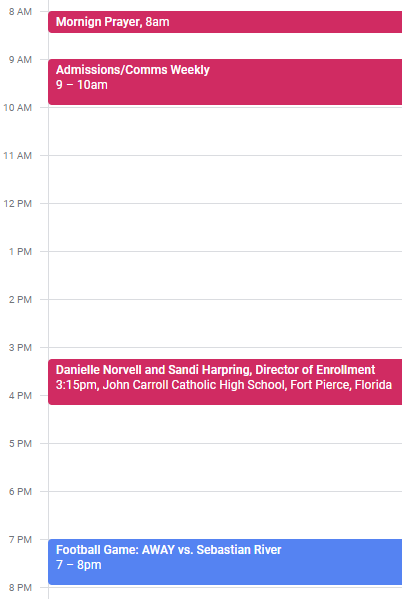 8 AM
Mornign Prayer, 8am
9 AM
Admissions/Comms Weekly
9 – 10am
10 AM
11 AM
12 PM
1 PM
2 PM
3 PM
Danielle Norvell and Sandi Harpring, Director of Enrollment
3:15pm, John Carroll Catholic High School, Fort Pierce, Florida
4 PM
5 PM
6 PM
7 PM
Football Game: AWAY vs. Sebastian River
7 – 8pm
8 PM